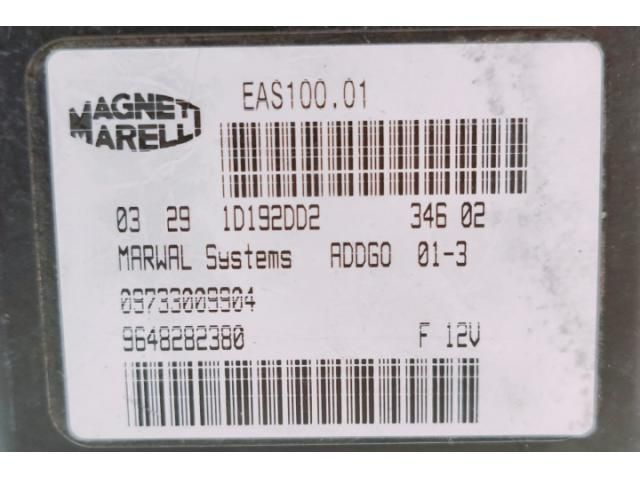 MAGNETI
MARELLI
EAS100.01
03 29 1D192DD2 346 02
MARWAL Systems ADDGO 01-3
09733009904
9648282380 F 12V